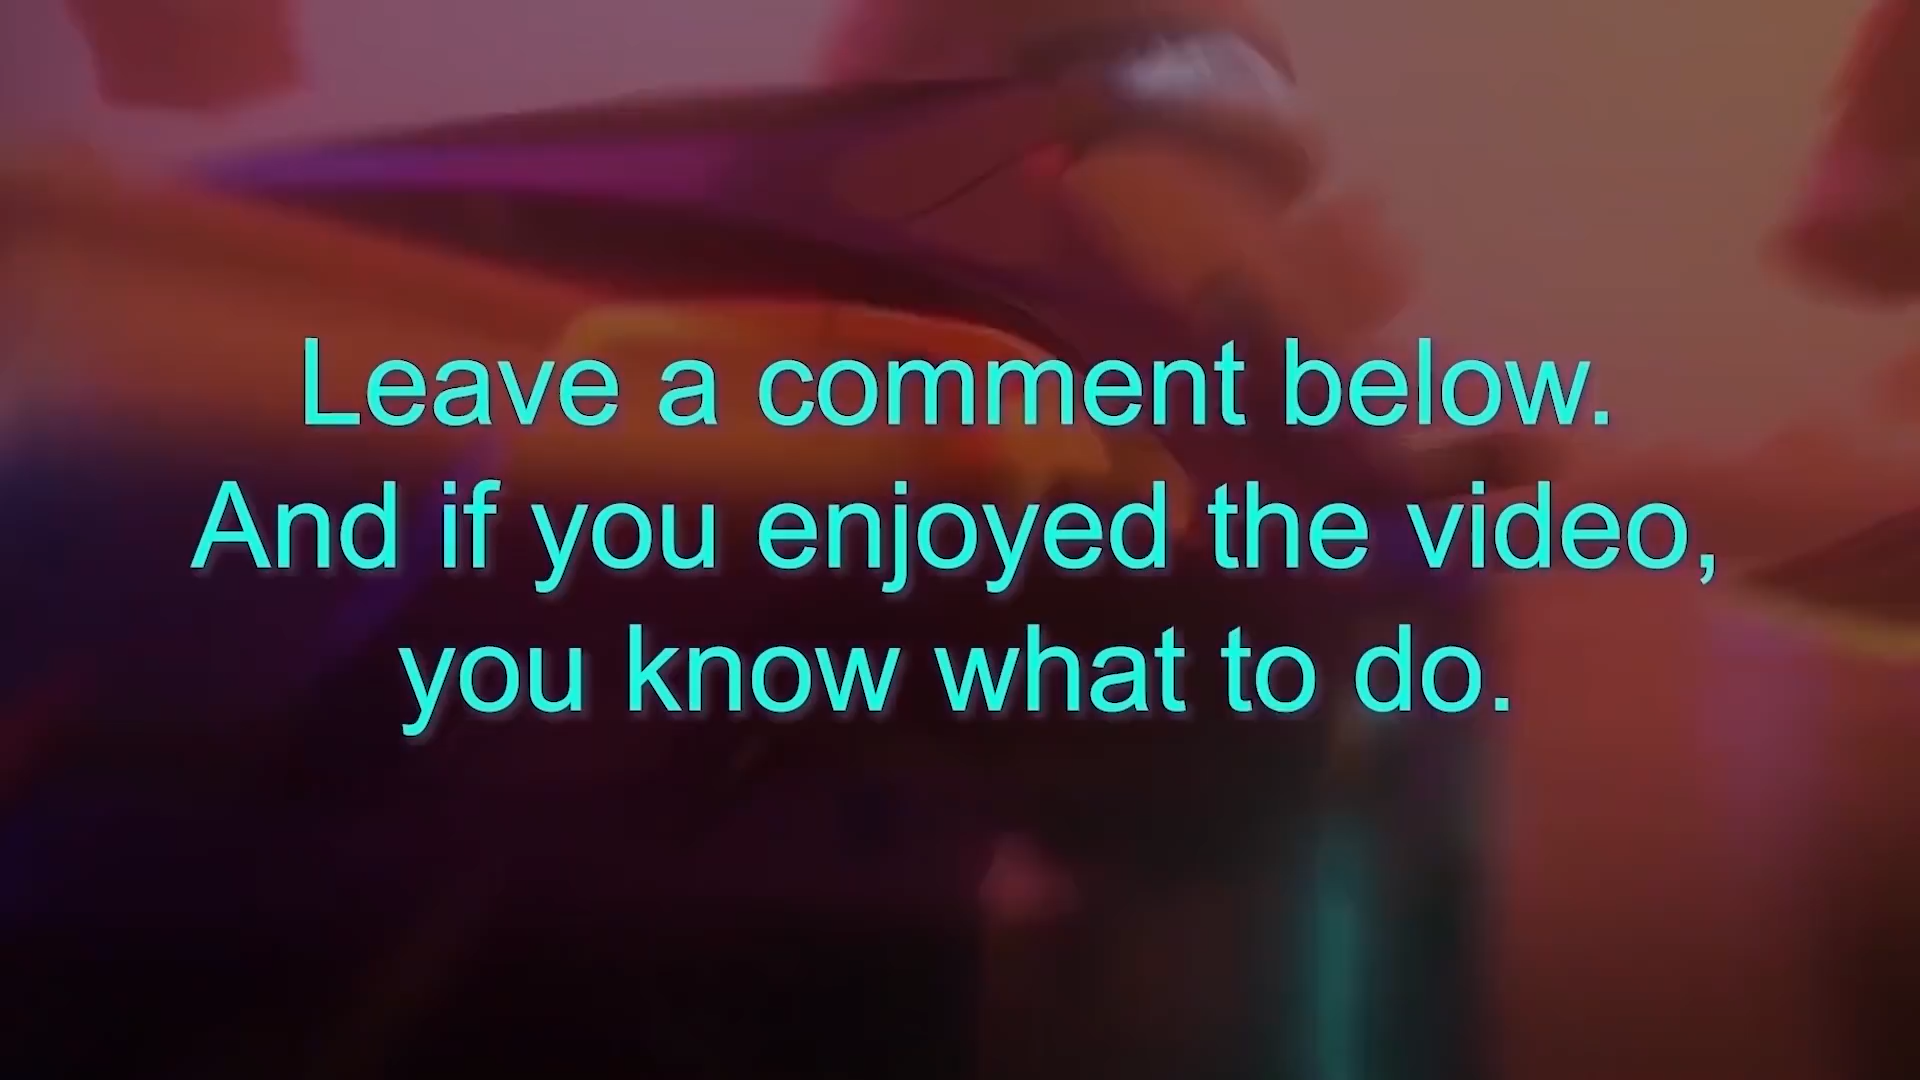 Leave a comment below.
And if you enjoyed the video,
you know what to do.